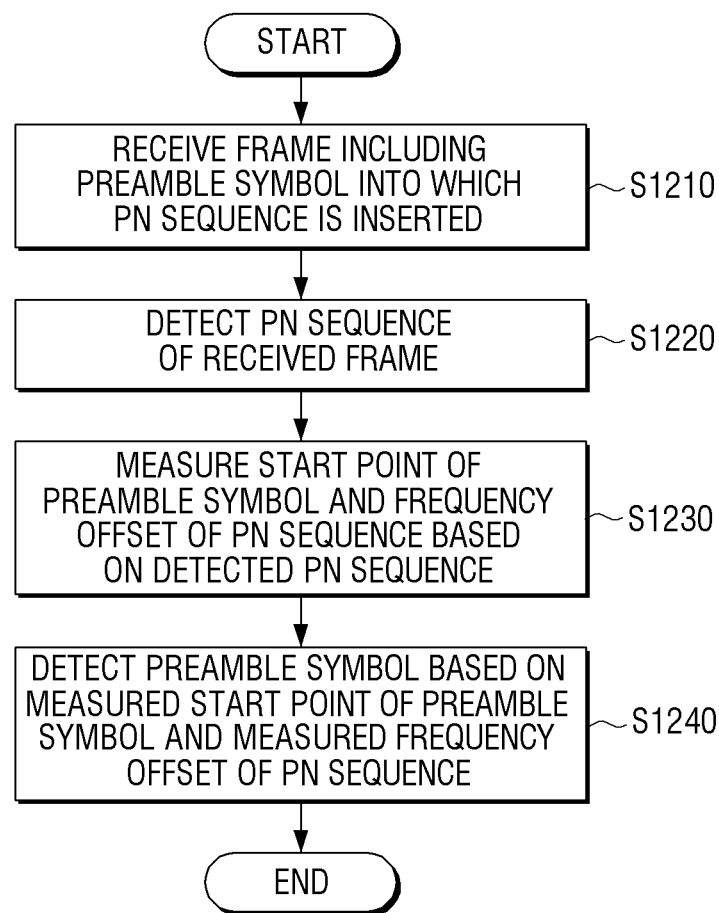 START
RECEIVE FRAME INCLUDING
PREAMBLE SYMBOL INTO WHICH
PN SEQUENCE IS INSERTED
S1210
DETECT PN SEQUENCE
OF RECEIVED FRAME
S1220
MEASURE START POINT OF
PREAMBLE SYMBOL AND FREQUENCY
OFFSET OF PN SEQUENCE BASED
ON DETECTED PN SEQUENCE
S1230
DETECT PREAMBLE SYMBOL BASED ON
MEASURED START POINT OF PREAMBLE
SYMBOL AND MEASURED FREQUENCY
OFFSET OF PN SEQUENCE
S1240
END